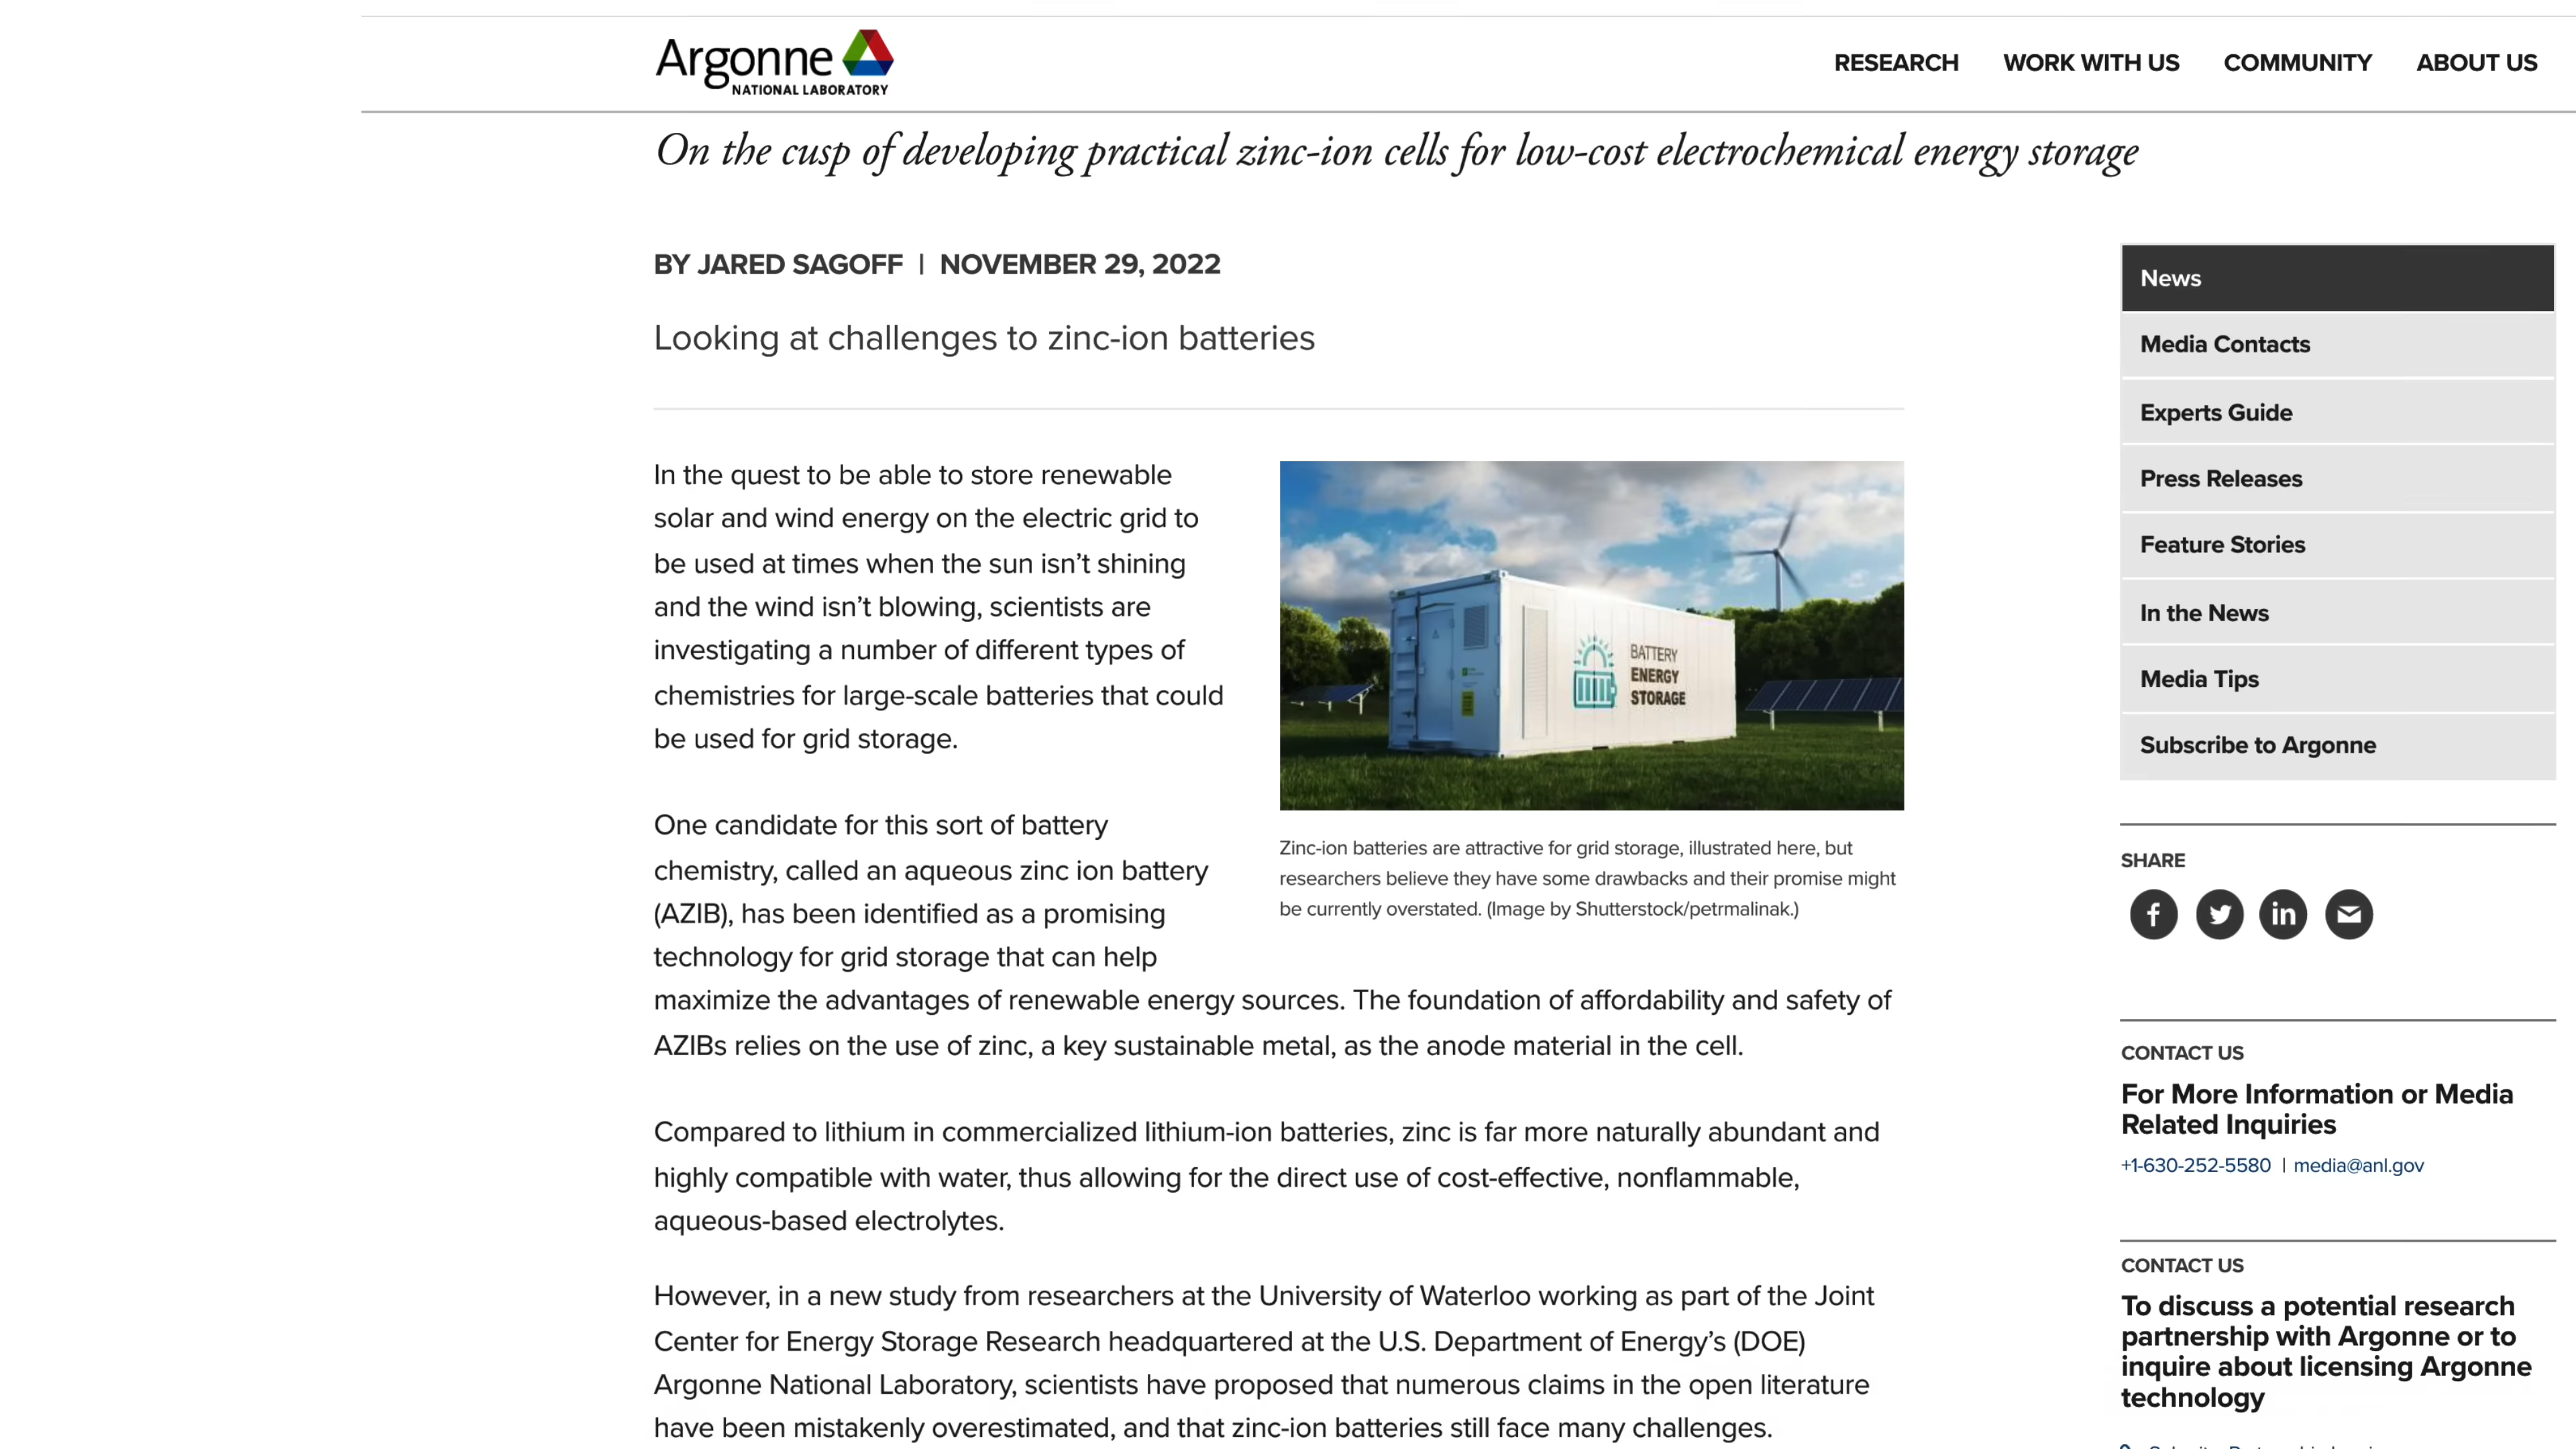 Argonne
NATIONAL LABORATORY
RESEARCH
WORK WITH US
COMMUNITY
ABOUT US
On the cusp of developing practical zinc-ion cells for low-cost electrochemical energy storage
BY JARED SAGOFF | NOVEMBER 29, 2022
Looking at challenges to zinc-ion batteries
In the quest to be able to store renewable
solar and wind energy on the electric grid to
be used at times when the sun isn’t shining
and the wind isn’t blowing, scientists are
investigating a number of different types of
chemistries for large-scale batteries that could
be used for grid storage.
BATTERY
ENERGY
STORAGE
Zinc-ion batteries are attractive for grid storage, illustrated here, but
researchers believe they have some drawbacks and their promise might
be currently overstated. (Image by Shutterstock/petrmalinak.)
One candidate for this sort of battery
chemistry, called an aqueous zinc ion battery
(AZIB), has been identified as a promising
technology for grid storage that can help
maximize the advantages of renewable energy sources. The foundation of affordability and safety of
AZIBs relies on the use of zinc, a key sustainable metal, as the anode material in the cell.
Compared to lithium in commercialized lithium-ion batteries, zinc is far more naturally abundant and
highly compatible with water, thus allowing for the direct use of cost-effective, nonflammable,
aqueous-based electrolytes.
However, in a new study from researchers at the University of Waterloo working as part of the Joint
Center for Energy Storage Research headquartered at the U.S. Department of Energy’s (DOE)
Argonne National Laboratory, scientists have proposed that numerous claims in the open literature
have been mistakenly overestimated, and that zinc-ion batteries still face many challenges.
News
Media Contacts
Experts Guide
Press Releases
Feature Stories
In the News
Media Tips
Subscribe to Argonne
SHARE
CONTACT US
For More Information or Media
Related Inquiries
+1-630-252-5580 | media@anl.gov
CONTACT US
To discuss a potential research
partnership with Argonne or to
inquire about licensing Argonne
technology